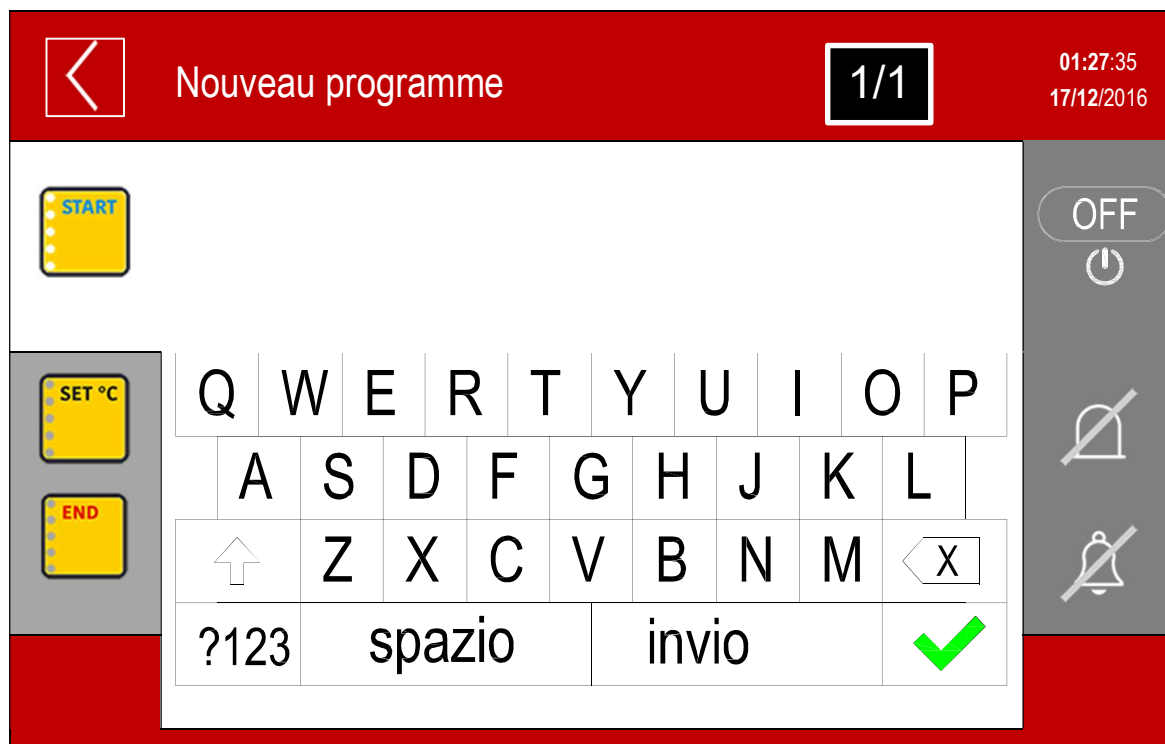 Nouveau programme
1/1
01:27:35
17/12/2016
START
OFF
SET °C
END
Q W E R T Y U I O P
A S D F G H J K L
Z X C V B N M X
?123 spazio invio